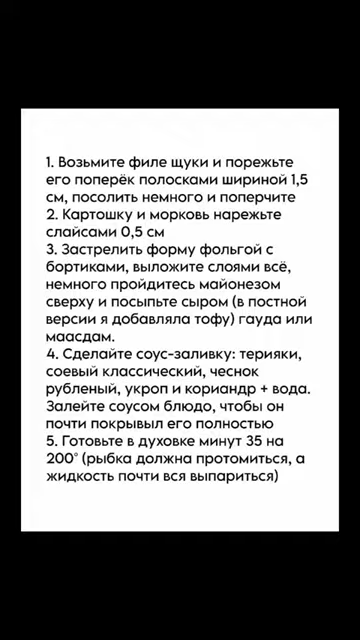 1. Возьмите филе щуки и порежьте
его поперёк полосками шириной 1,5
см, посолить немного и поперчите
2. Картошку и морковь нарежьте
слайсами 0,5 см
3. Застрелить форму фольгой с
бортиками, выложите слоями всё,
немного пройдитесь майонезом
сверху и посыпьте сыром (в постной
версии я добавляла тофу) гауда или
маасдам.
4. Сделайте соус-заливку: терияки,
соевый классический, чеснок
рубленый, укроп и кориандр + вода.
Залейте соусом блюдо, чтобы он
почти покрывыл его полностью
5. Готовьте в духовке минут 35 на
200° (рыбка должна протомиться, а
жидкость почти вся выпариться)